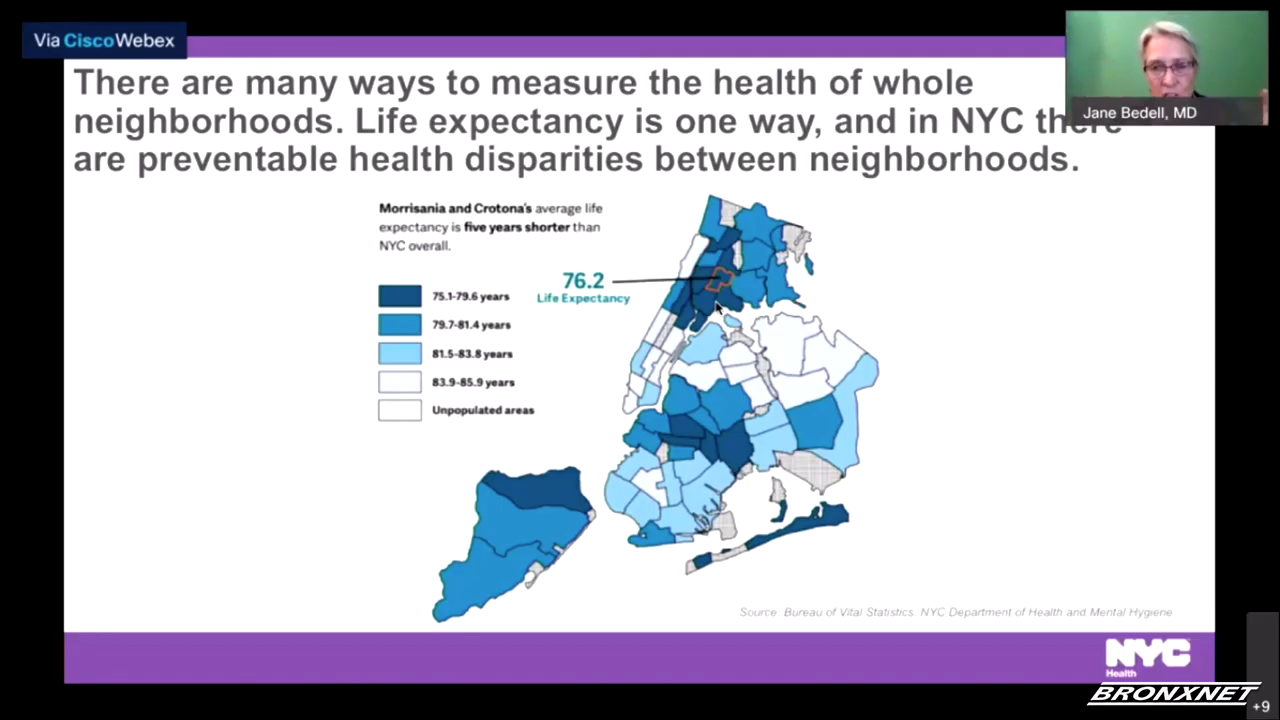 Via Cisco Webex
There are many ways to measure the health of whole
neighborhoods. Life expectancy is one way, and in NYC there
are preventable health disparities between neighborhoods.
Jane Bedell, MD
Morrisania and Crotona's average life
expectancy is five years shorter than
NYC overall.
76.2
Life Expectancy
75.1-79.6 years
79.7-81.4 years
81.5-83.8 years
83.9-85.9 years
Unpopulated areas
Source: Bureau of Vital Statistics. NYC Department of Health and Mental Hygiene
NYC
Health
BRONXNET
+9